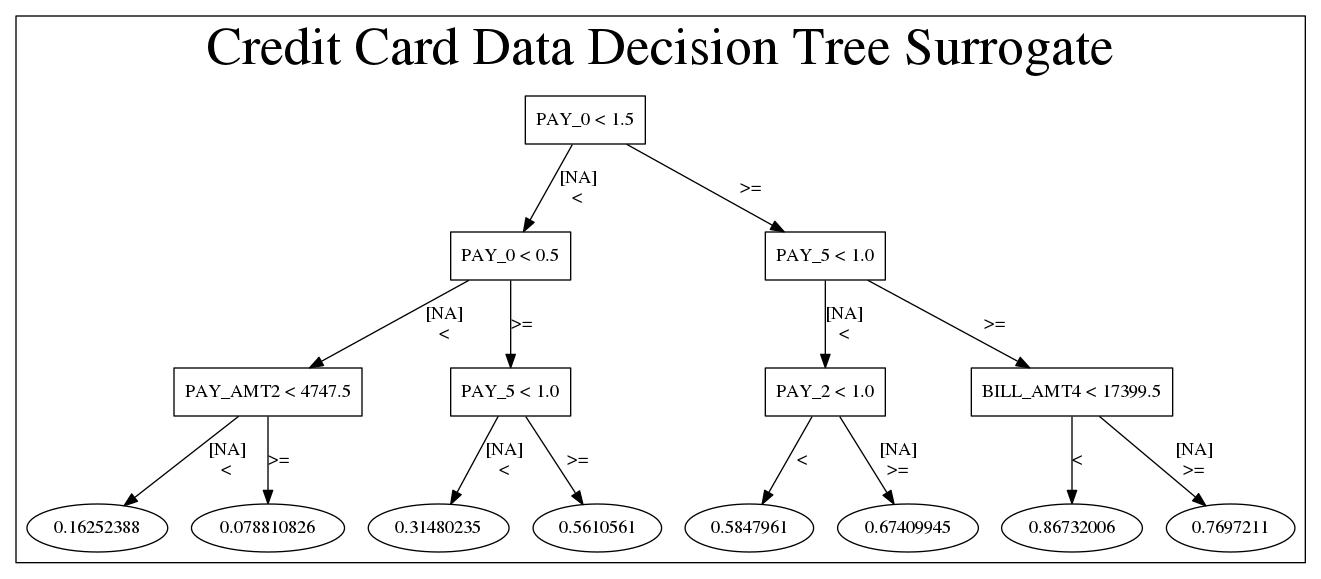 Credit Card Data Decision Tree Surrogate
PAY_0 < 1.5
[NA]
<
>=
PAY_0 < 0.5
PAY_5 < 1.0
[NA]
<
>=
[NA]
<
>=
PAY_AMT2 < 4747.5
PAY_5 < 1.0
PAY_2 < 1.0
BILL_AMT4 < 17399.5
[NA]
<
>=
[NA]
<
>=
<
[NA]
>=
<
[NA]
>=
0.16252388
0.078810826
0.31480235
0.5610561
0.5847961
0.67409945
0.86732006
0.7697211